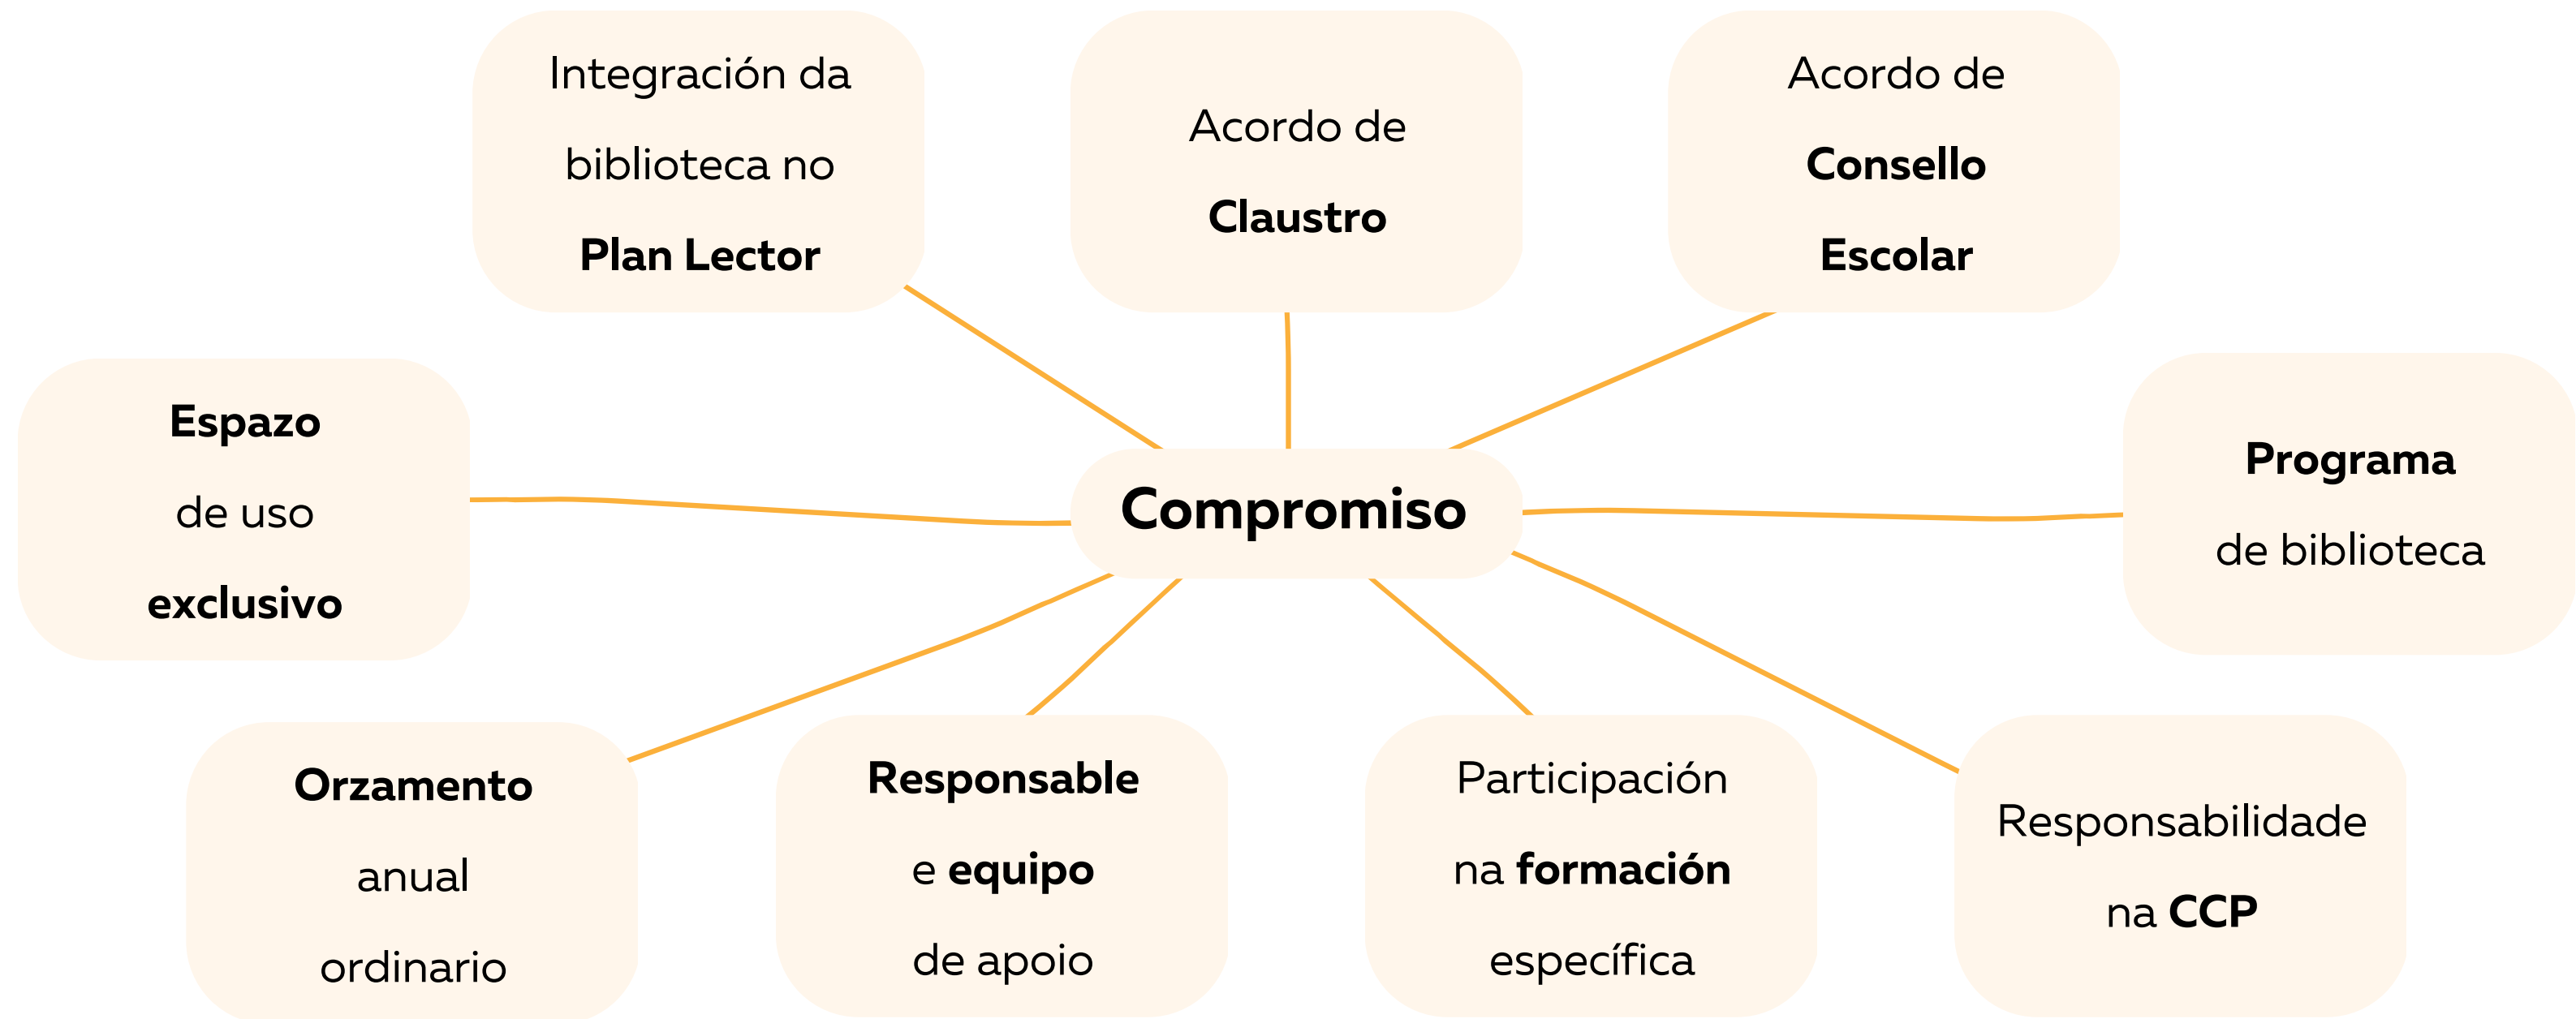 Integración da
biblioteca no
Plan Lector
Acordo de
Claustro
Acordo de
Consello
Escolar
Espazo
de uso
exclusivo
Compromiso
Programa
de biblioteca
Orzamento
anual
ordinario
Responsable
e equipo
de apoio
Participación
na formación
específica
Responsabilidade
na CCP